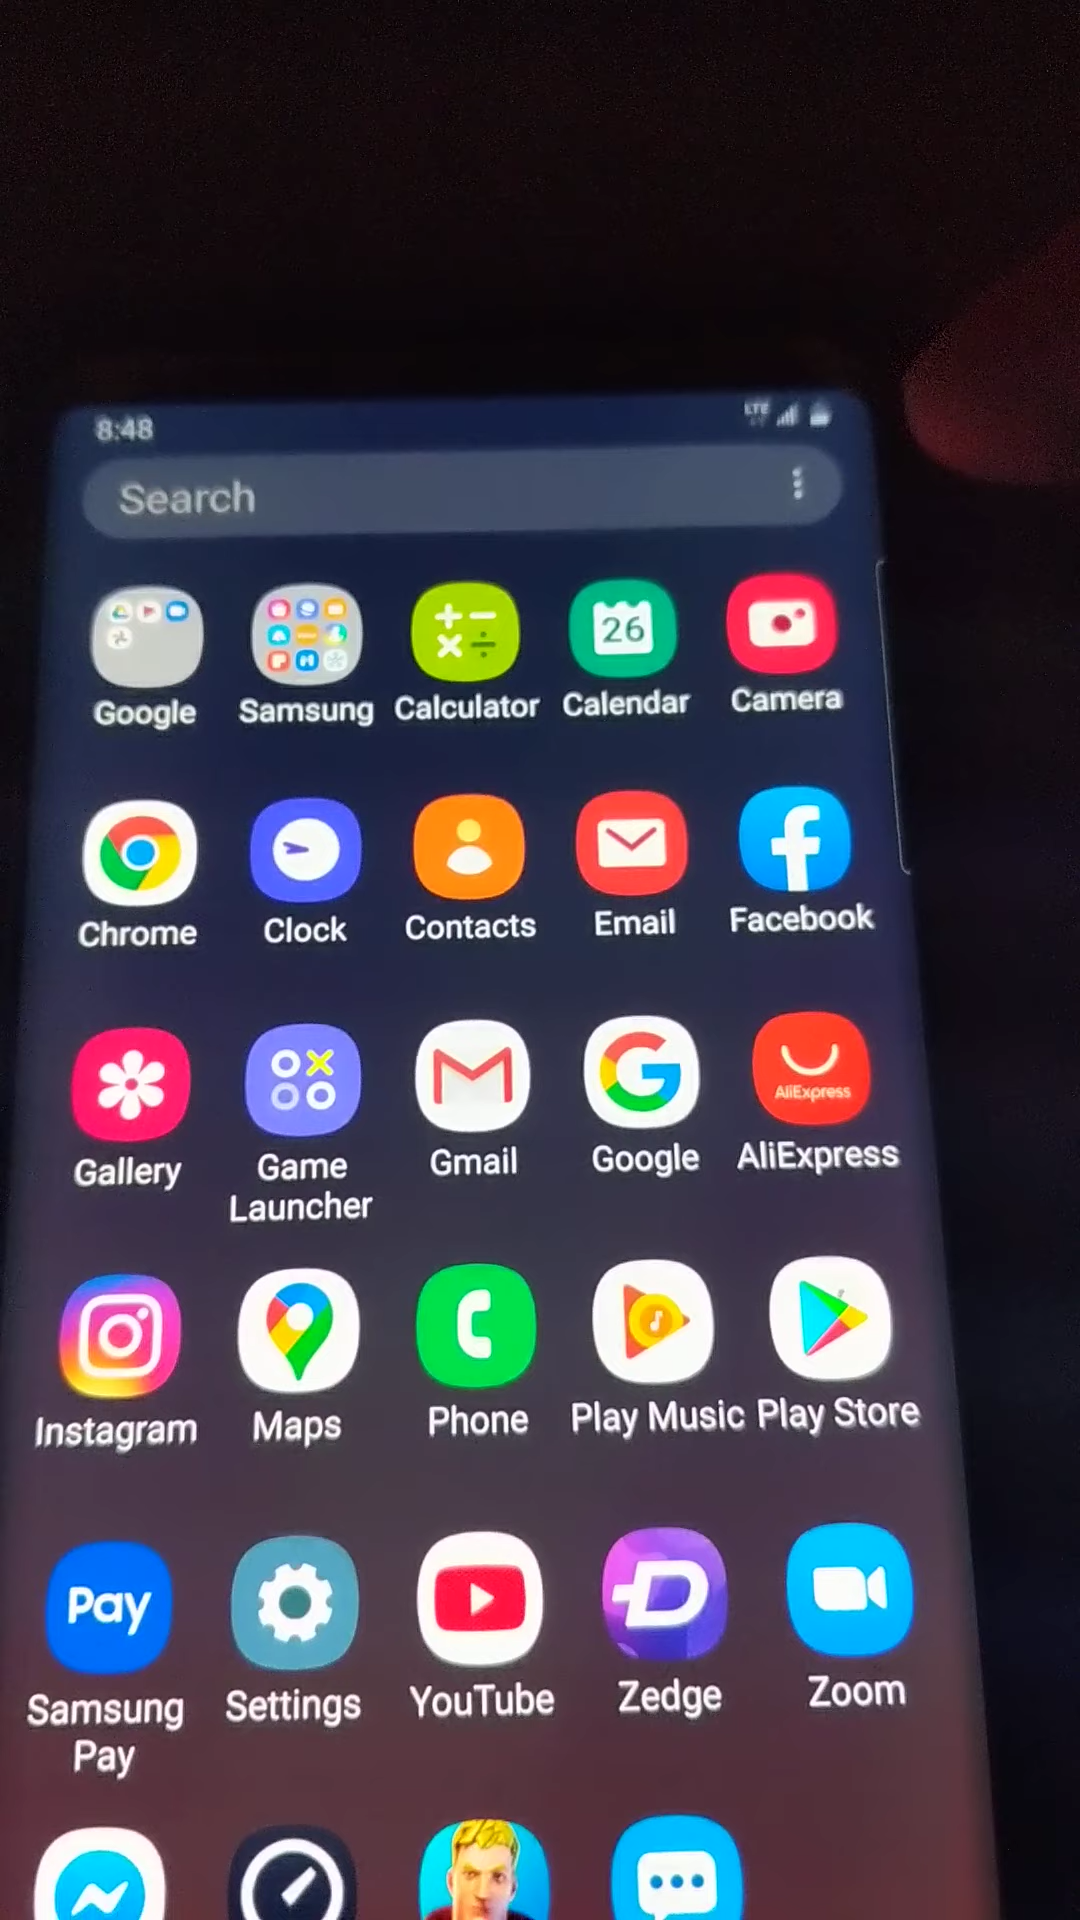 8:48
LTE
Search
26
Google
Samsung
Calculator
Calendar
Camera
Chrome
Clock
Contacts
Email
Facebook
AliExpress
Gallery
Game
Launcher
Gmail
Google
AliExpress
Instagram
Maps
Phone
Play Music
Play Store
Pay
Samsung
Pay
Settings
YouTube
Zedge
Zoom